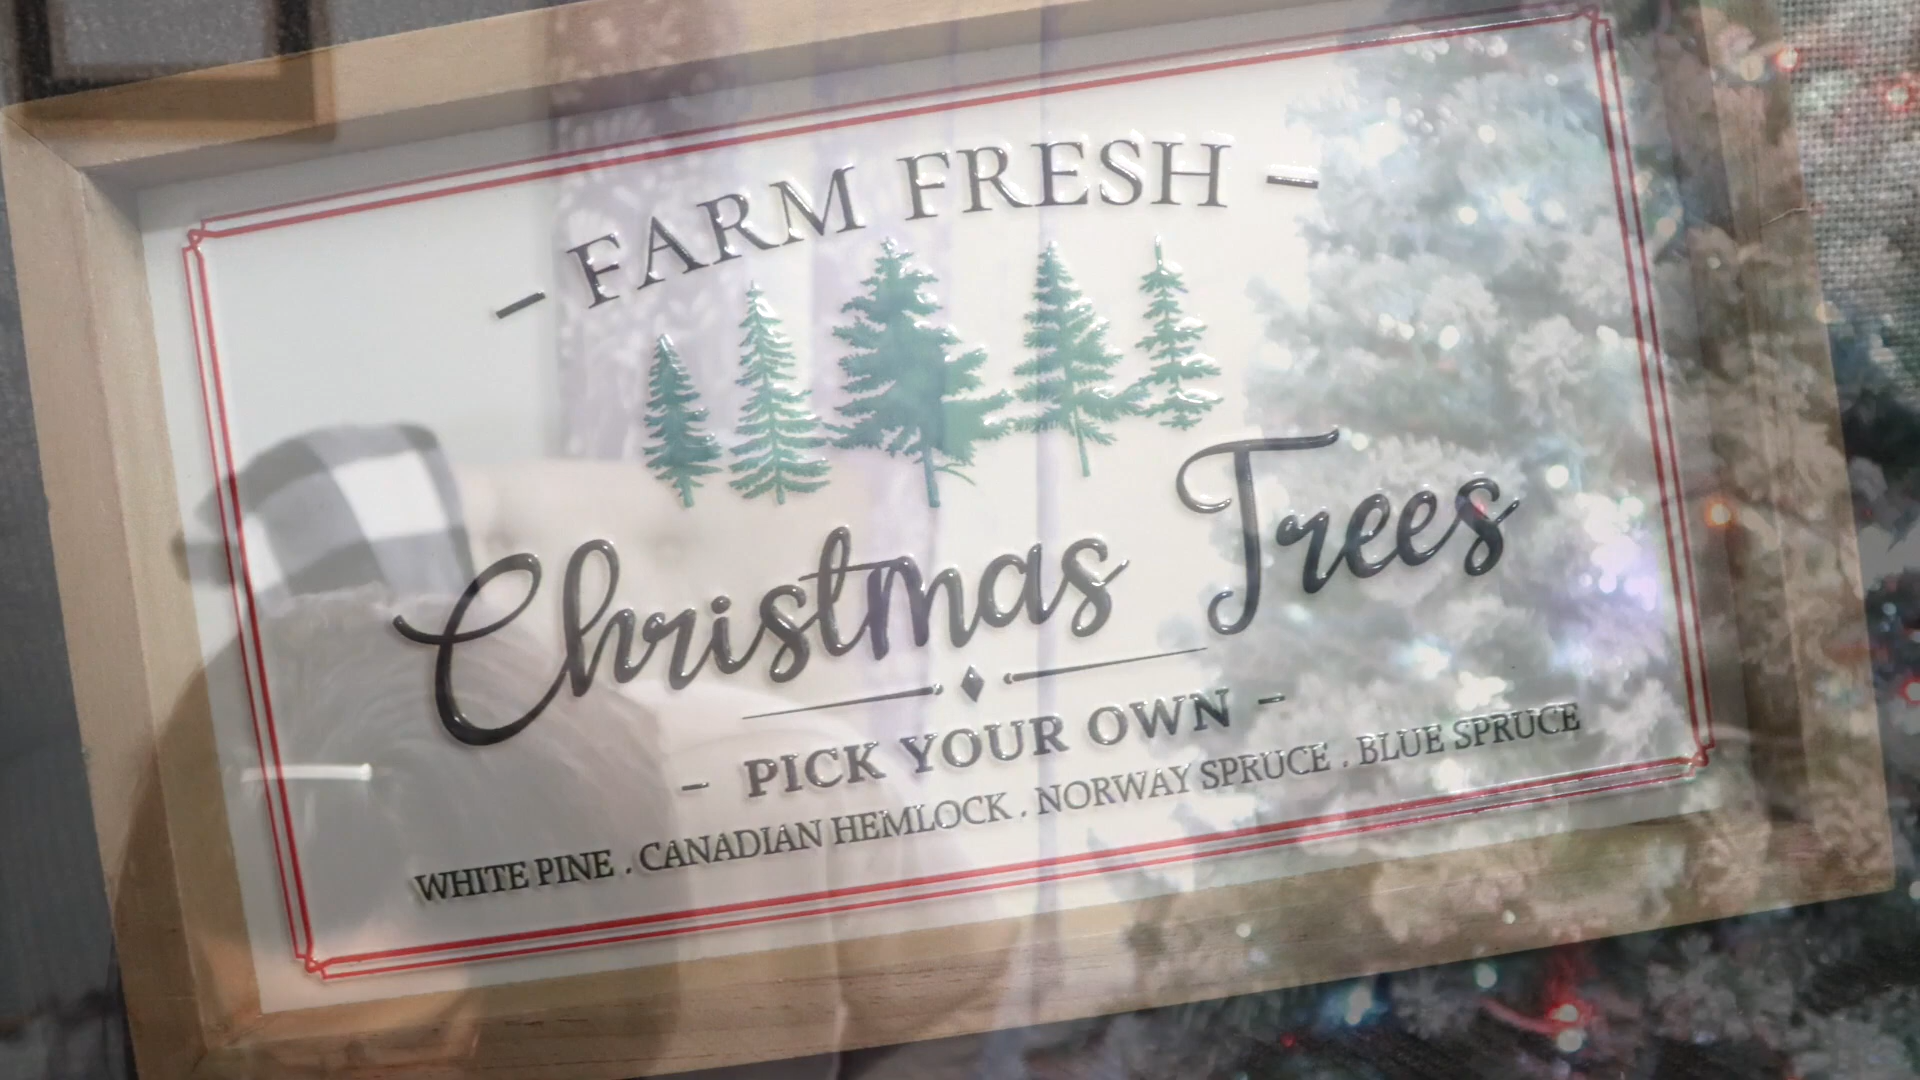 - FARM FRESH -
Christmas Trees
- PICK YOUR OWN -
WHITE PINE . CANADIAN HEMLOCK . NORWAY SPRUCE . BLUE SPRUCE